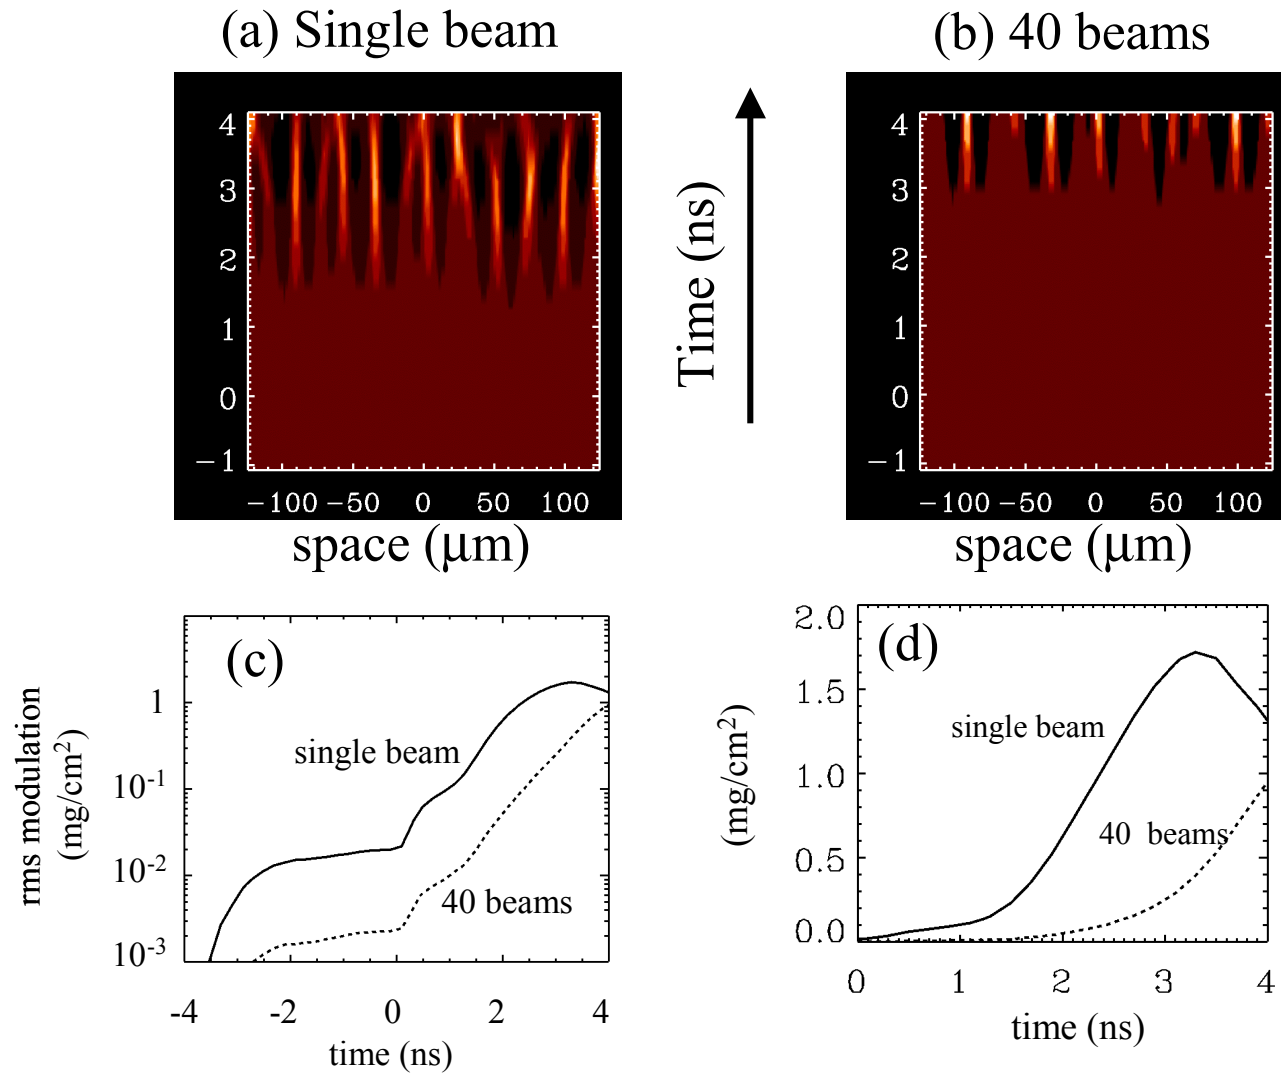 (a) Single beam
(b) 40 beams
4
3
2
1
0
−1
−100 −50 0 50 100
space (μm)
Time (ns)
4
3
2
1
0
−1
−100 −50 0 50 100
space (μm)
(c)
rms modulation
(mg/cm²)
1
10⁻¹
10⁻²
10⁻³
single beam
40 beams
-4 -2 0 2 4
time (ns)
(d)
(mg/cm²)
2.0
1.5
1.0
0.5
0.0
single beam
40 beams
0 1 2 3 4
time (ns)